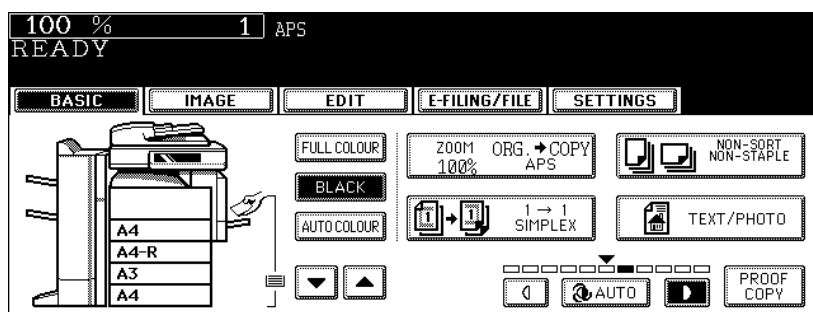 100 % 1 APS
READY
BASIC IMAGE EDIT E-FILING/FILE SETTINGS
FULL COLOUR
BLACK
AUTO COLOUR
ZOOM ORG.→COPY
100% APS
NON-SORT
NON-STAPLE
1 → 1
SIMPLEX
TEXT/PHOTO
A4
A4-R
A3
A4
AUTO
PROOF
COPY